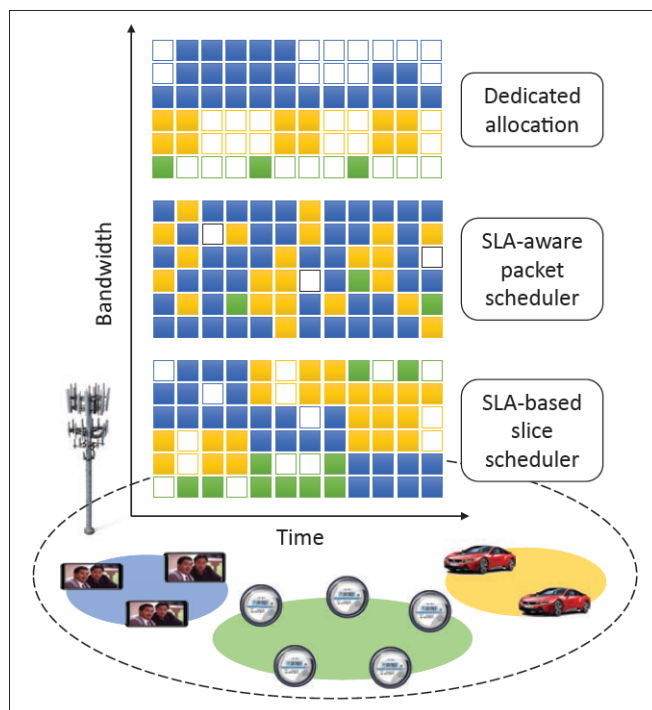 Dedicated
allocation
SLA-aware
packet
scheduler
SLA-based
slice
scheduler
Bandwidth
Time